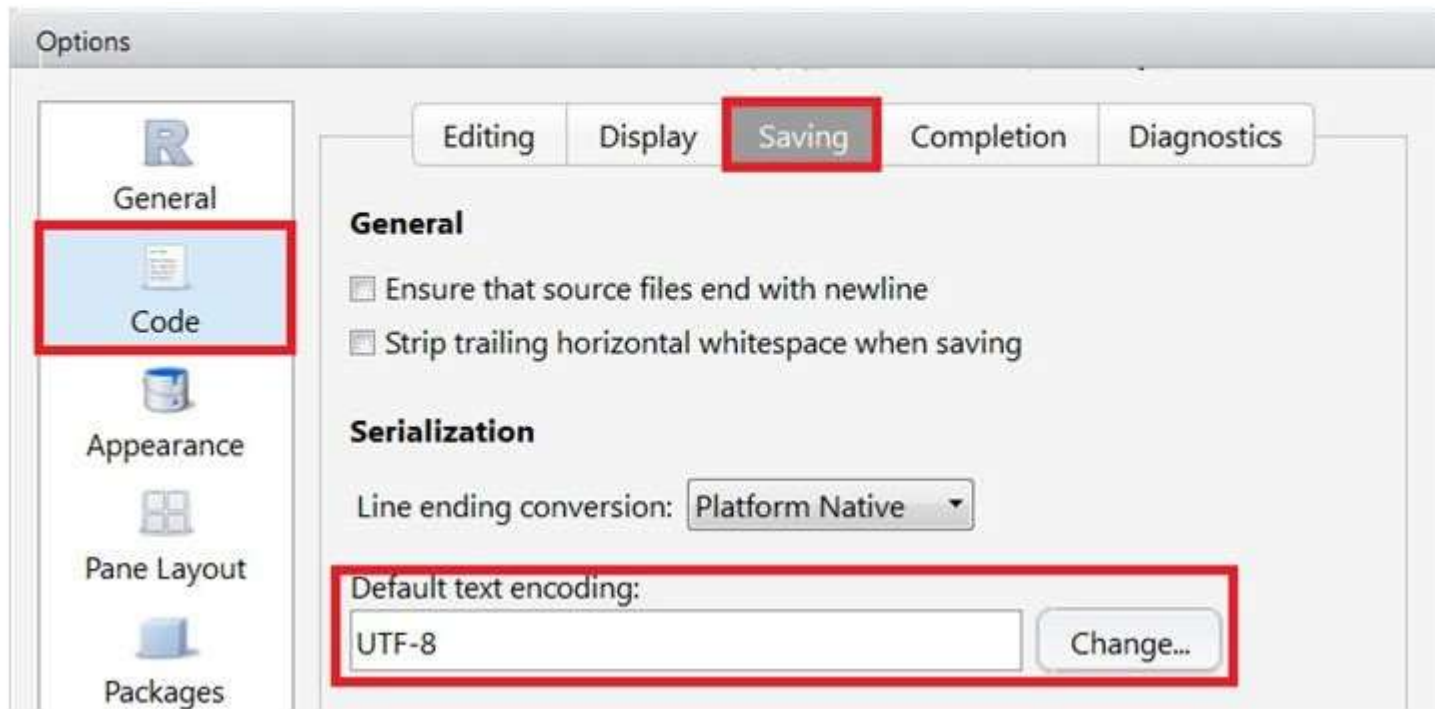 Options
General
Code
Appearance
Pane Layout
Packages
Editing Display Saving Completion Diagnostics
General
Ensure that source files end with newline
Strip trailing horizontal whitespace when saving
Serialization
Line ending conversion: Platform Native
Default text encoding:
UTF-8 Change...